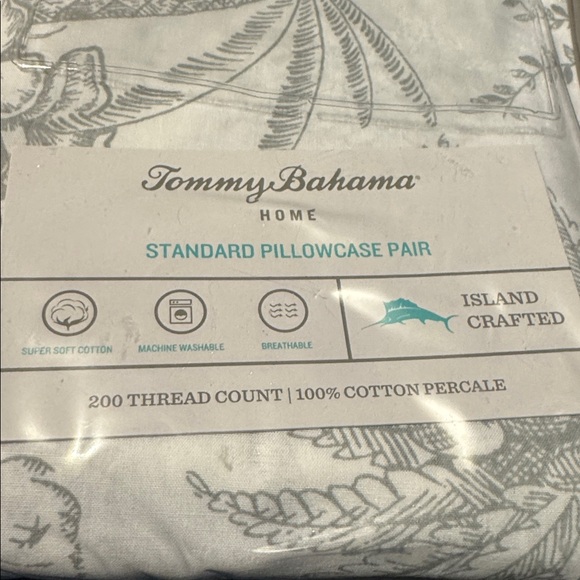 Tommy Bahama
HOME
STANDARD PILLOWCASE PAIR
SUPER SOFT COTTON
MACHINE WASHABLE
BREATHABLE
ISLAND
CRAFTED
200 THREAD COUNT | 100% COTTON PERCALE